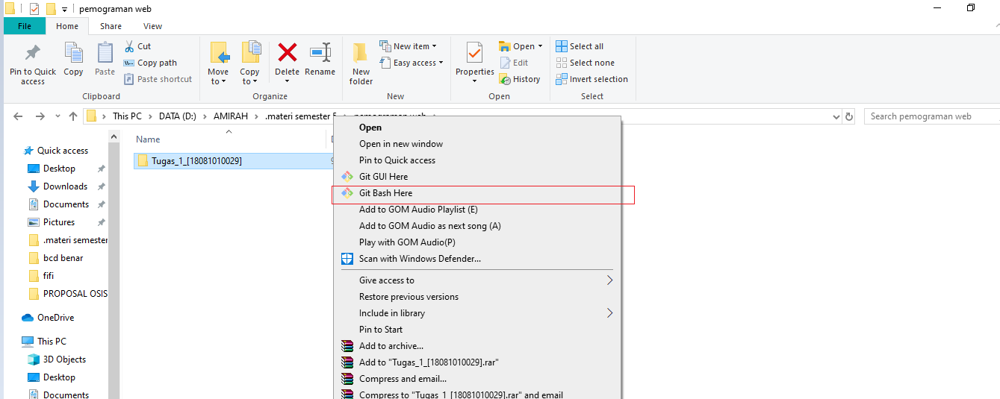 pemograman web
File Home Share View
Pin to Quick access
Copy
Paste
Cut
Copy path
Paste shortcut
Clipboard
Move to
Copy to
Delete
Rename
Organize
New folder
New item
Easy access
New
Properties
Open
Edit
History
Open
Select all
Select none
Invert selection
Select
This PC > DATA (D:) > AMIRAH > .materi semester 5 > pemograman web >
Search pemograman web
Quick access
Desktop
Downloads
Documents
Pictures
.materi semester
bcd benar
fifi
PROPOSAL OSIS
OneDrive
This PC
3D Objects
Desktop
Documents
Name
Tugas_1_[18081010029]
Open
Open in new window
Pin to Quick access
Git GUI Here
Git Bash Here
Add to GOM Audio Playlist (E)
Add to GOM Audio as next song (A)
Play with GOM Audio(P)
Scan with Windows Defender...
Give access to
Restore previous versions
Include in library
Pin to Start
Add to archive...
Add to "Tugas_1_[18081010029].rar"
Compress and email...
Compress to "Tugas_1_[18081010029].rar" and email